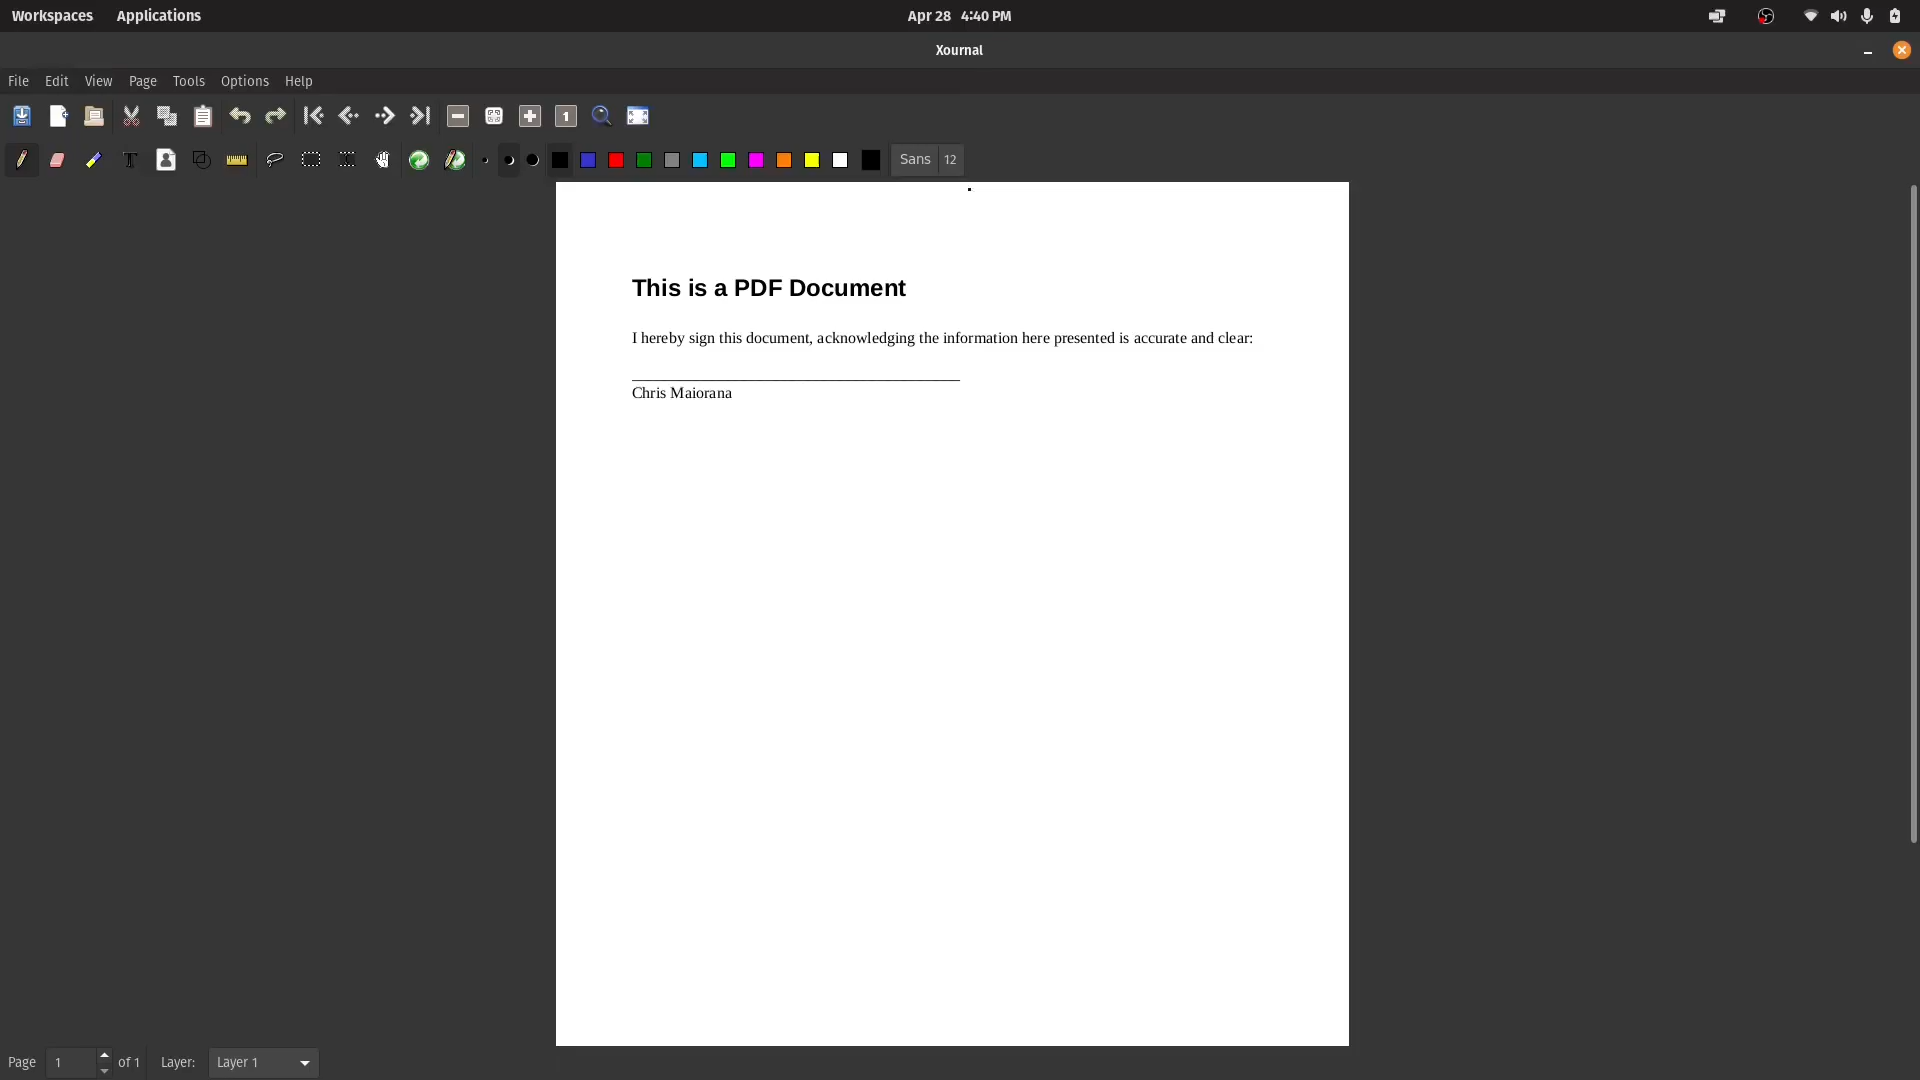 Workspaces Applications Apr 28 4:40 PM
Xournal
File Edit View Page Tools Options Help
1
T Sans 12
This is a PDF Document
I hereby sign this document, acknowledging the information here presented is accurate and clear:
Chris Maiorana
Page 1 of 1 Layer: Layer 1